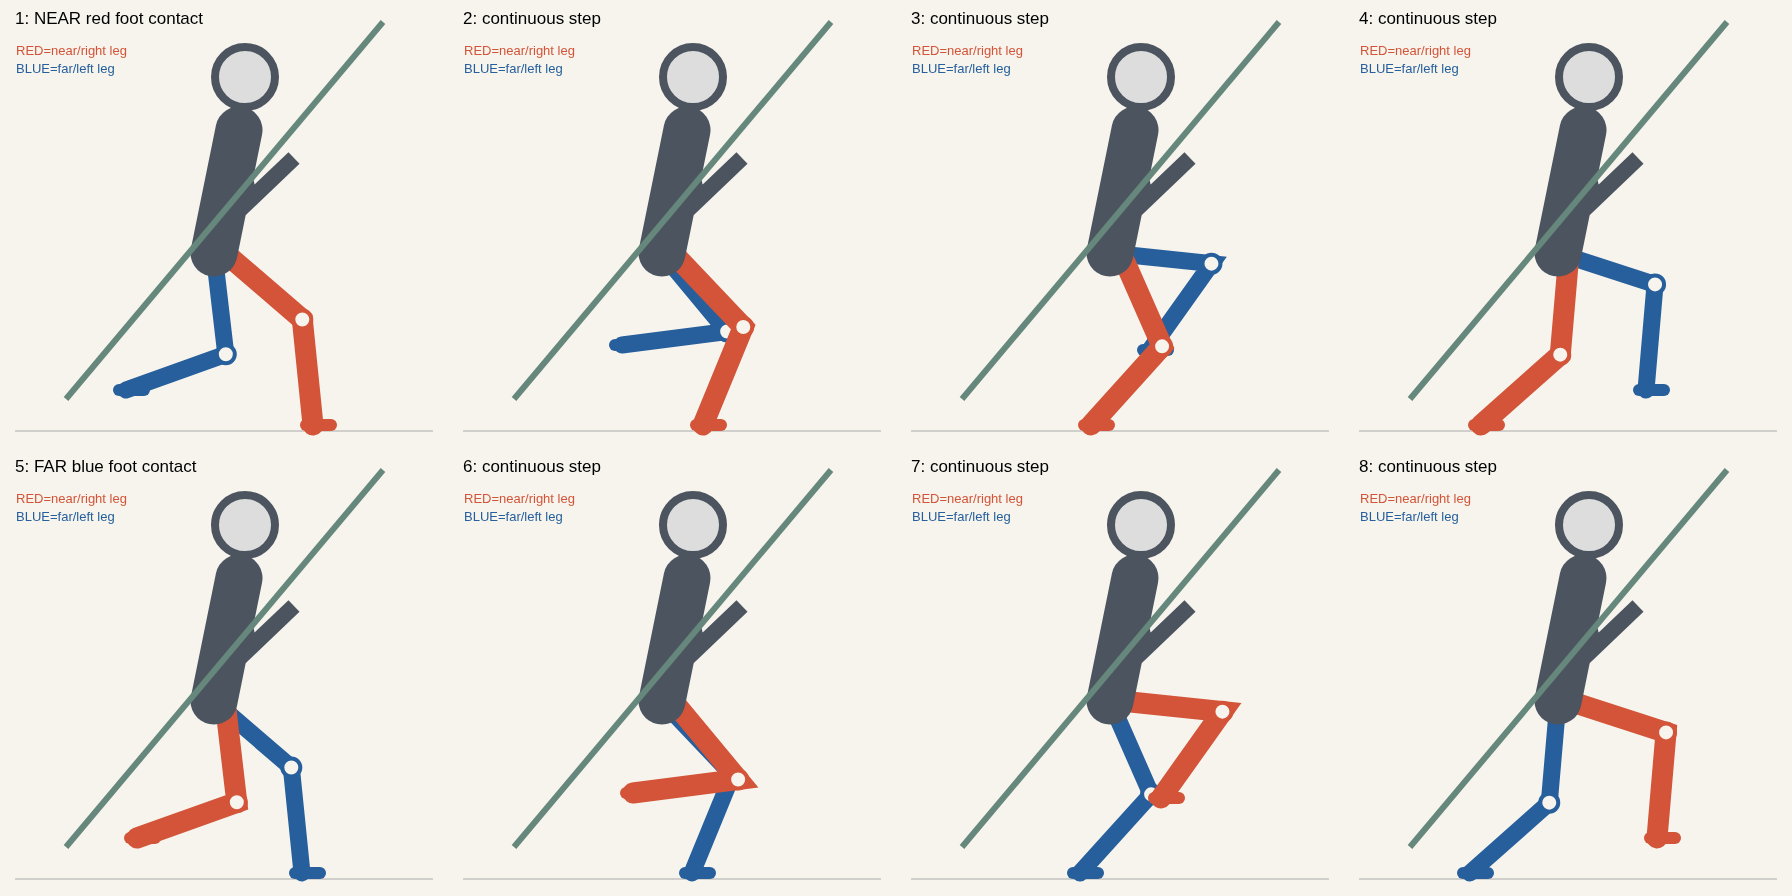 1: NEAR red foot contact
RED=near/right leg
BLUE=far/left leg
2: continuous step
RED=near/right leg
BLUE=far/left leg
3: continuous step
RED=near/right leg
BLUE=far/left leg
4: continuous step
RED=near/right leg
BLUE=far/left leg
5: FAR blue foot contact
RED=near/right leg
BLUE=far/left leg
6: continuous step
RED=near/right leg
BLUE=far/left leg
7: continuous step
RED=near/right leg
BLUE=far/left leg
8: continuous step
RED=near/right leg
BLUE=far/left leg